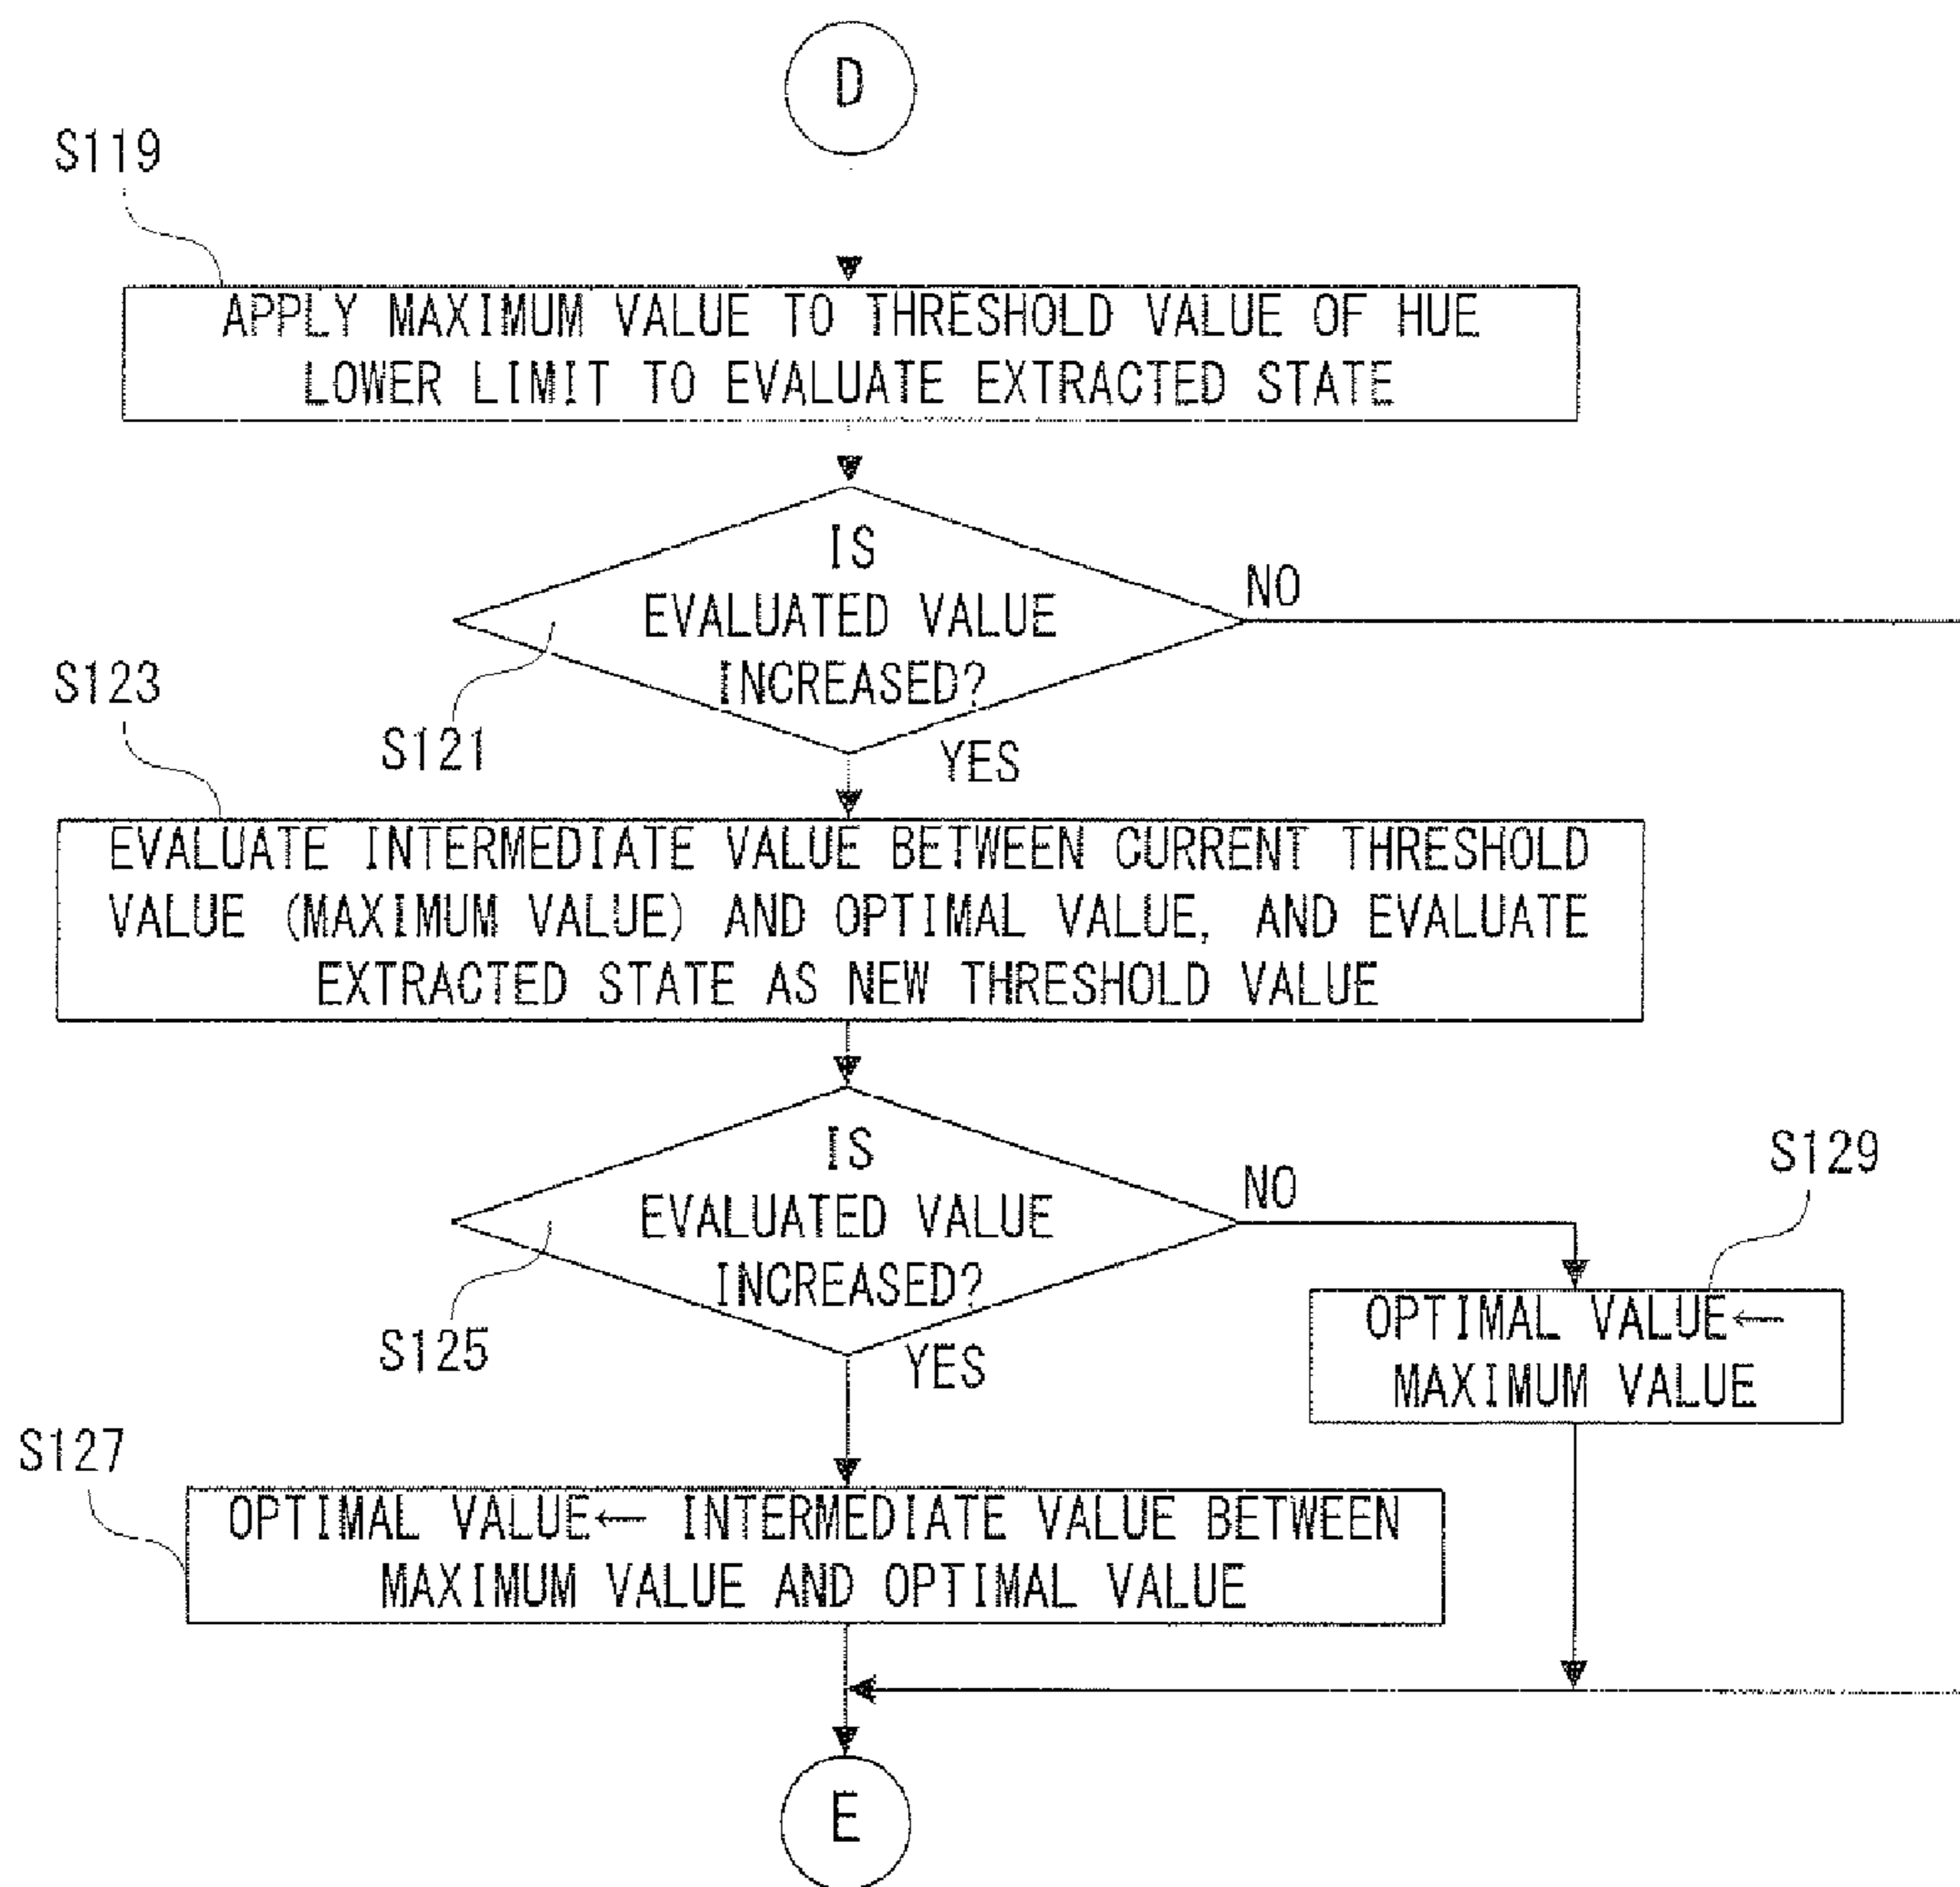 D
S119
APPLY MAXIMUM VALUE TO THRESHOLD VALUE OF HUE
LOWER LIMIT TO EVALUATE EXTRACTED STATE
IS
EVALUATED VALUE
INCREASED?
NO
S121
YES
S123
EVALUATE INTERMEDIATE VALUE BETWEEN CURRENT THRESHOLD
VALUE (MAXIMUM VALUE) AND OPTIMAL VALUE, AND EVALUATE
EXTRACTED STATE AS NEW THRESHOLD VALUE
IS
EVALUATED VALUE
INCREASED?
NO
S125
YES
S129
OPTIMAL VALUE←
MAXIMUM VALUE
S127
OPTIMAL VALUE← INTERMEDIATE VALUE BETWEEN
MAXIMUM VALUE AND OPTIMAL VALUE
E